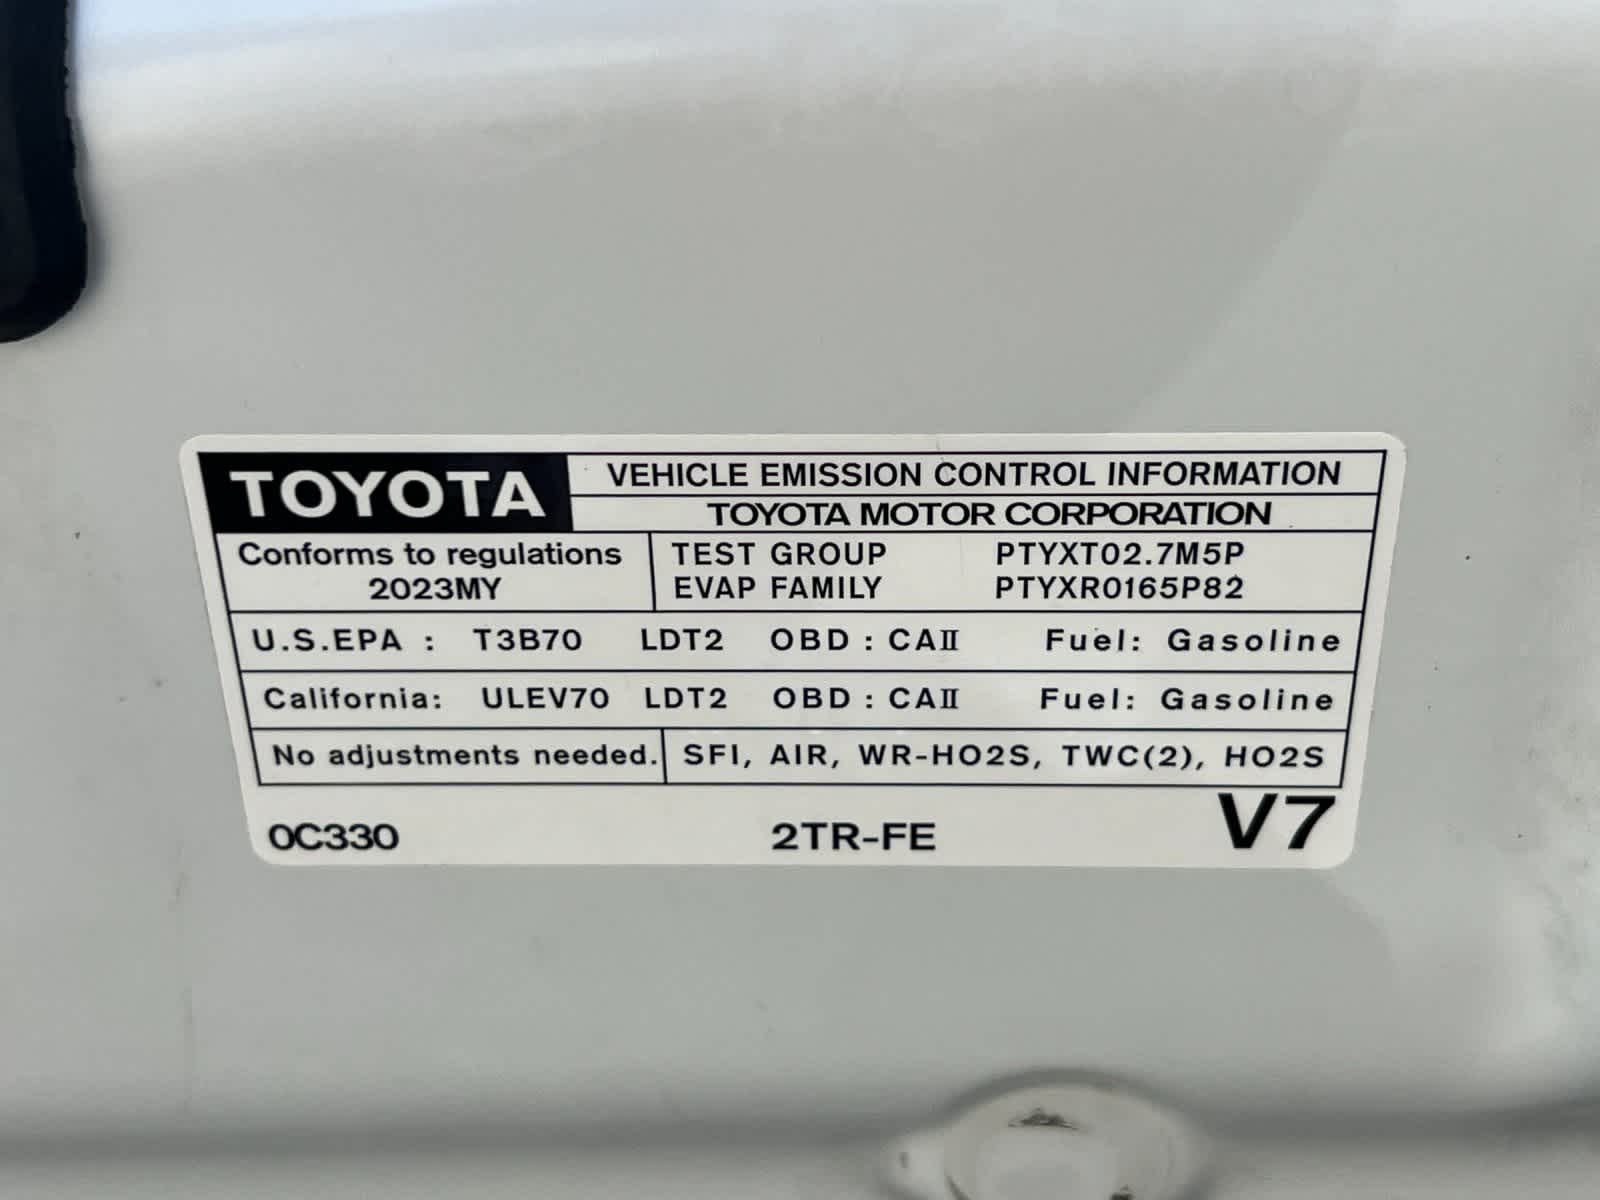 TOYOTA
VEHICLE EMISSION CONTROL INFORMATION
TOYOTA MOTOR CORPORATION
Conforms to regulations
2023MY
TEST GROUP PTYXT02.7M5P
EVAP FAMILY PTYXR0165P82
U.S.EPA : T3B70 LDT2 OBD : CAⅡ Fuel: Gasoline
California: ULEV70 LDT2 OBD : CAⅡ Fuel: Gasoline
No adjustments needed. SFI, AIR, WR-HO2S, TWC(2), HO2S
0C330 2TR-FE V7